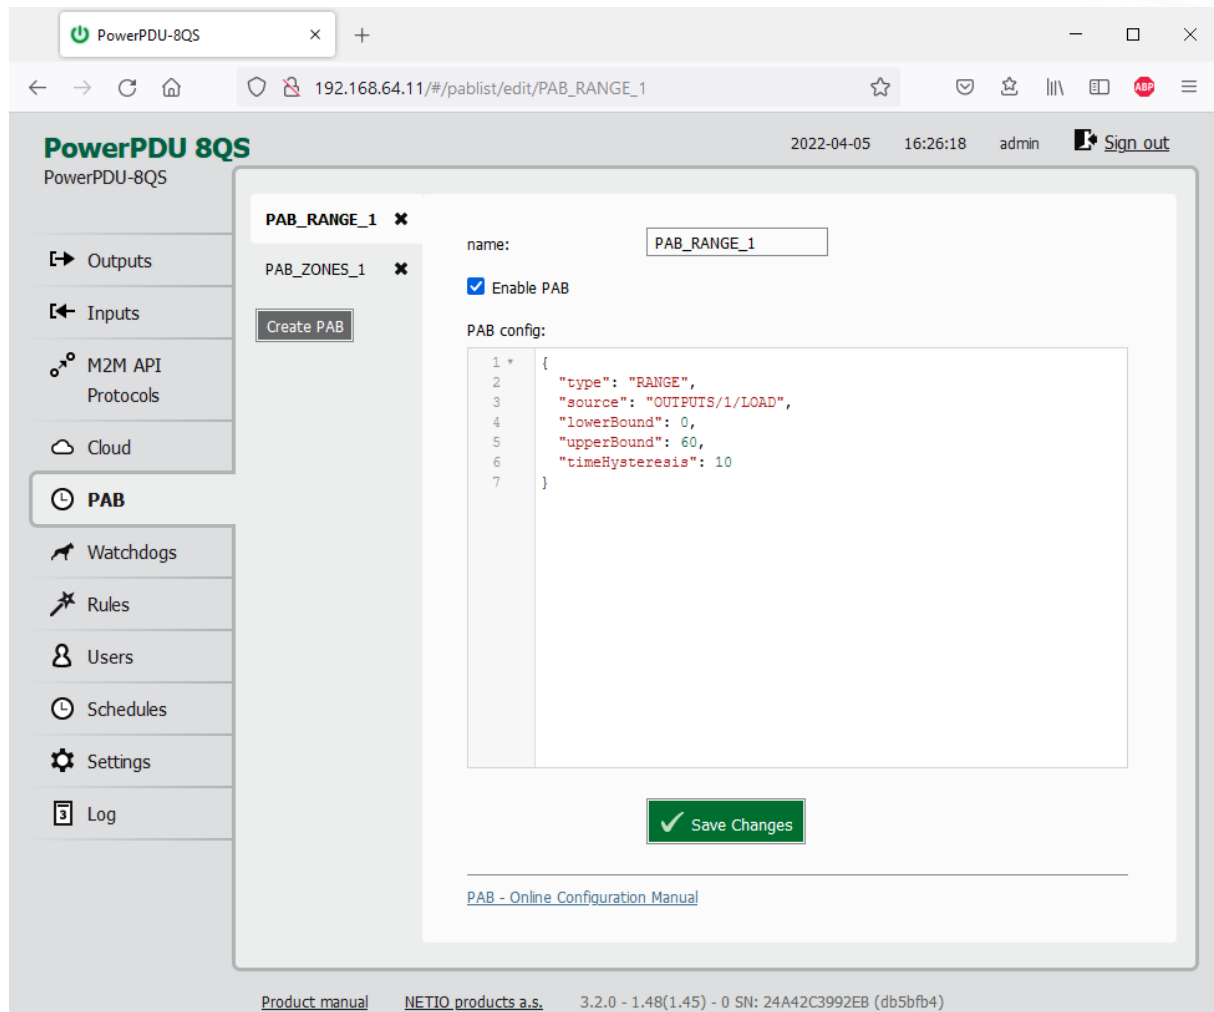 PowerPDU-8QS
192.168.64.11/#/pablist/edit/PAB_RANGE_1
ABP
PowerPDU 8QS
PowerPDU-8QS
2022-04-05 16:26:18 admin Sign out
Outputs
Inputs
M2M API
Protocols
Cloud
PAB
Watchdogs
Rules
Users
Schedules
Settings
3 Log
PAB_RANGE_1
PAB_ZONES_1
Create PAB
name: PAB_RANGE_1
Enable PAB
PAB config:
1 {
2 "type": "RANGE",
3 "source": "OUTPUTS/1/LOAD",
4 "lowerBound": 0,
5 "upperBound": 60,
6 "timeHysteresis": 10
7 }
Save Changes
PAB - Online Configuration Manual
Product manual NETIO products a.s. 3.2.0 - 1.48(1.45) - 0 SN: 24A42C3992EB (db5bfb4)